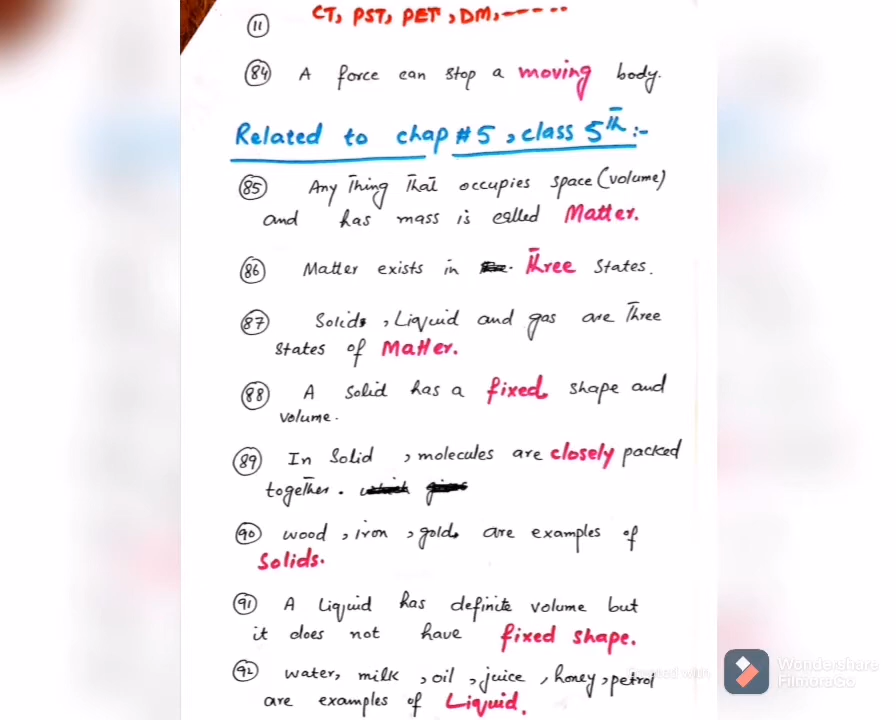 CT, PST, PET, DM,------
11
84 A force can stop a moving body.
Related to chap #5, class 5th:-
85 Any Thing That occupies space (volume)
and has mass is called Matter.
86 Matter exists in Three States.
87 Solids, Liquid and gas are Three
states of Matter.
88 A solid has a fixed shape and
volume.
89 In Solid, molecules are closely packed
together.
90 wood, iron, gold, are examples of
Solids.
91 A Liquid has definite volume but
it does not have fixed shape.
92 water, milk, oil, juice, honey, petrol
are examples of Liquid.
Created with
Wondershare
FilmoraGo